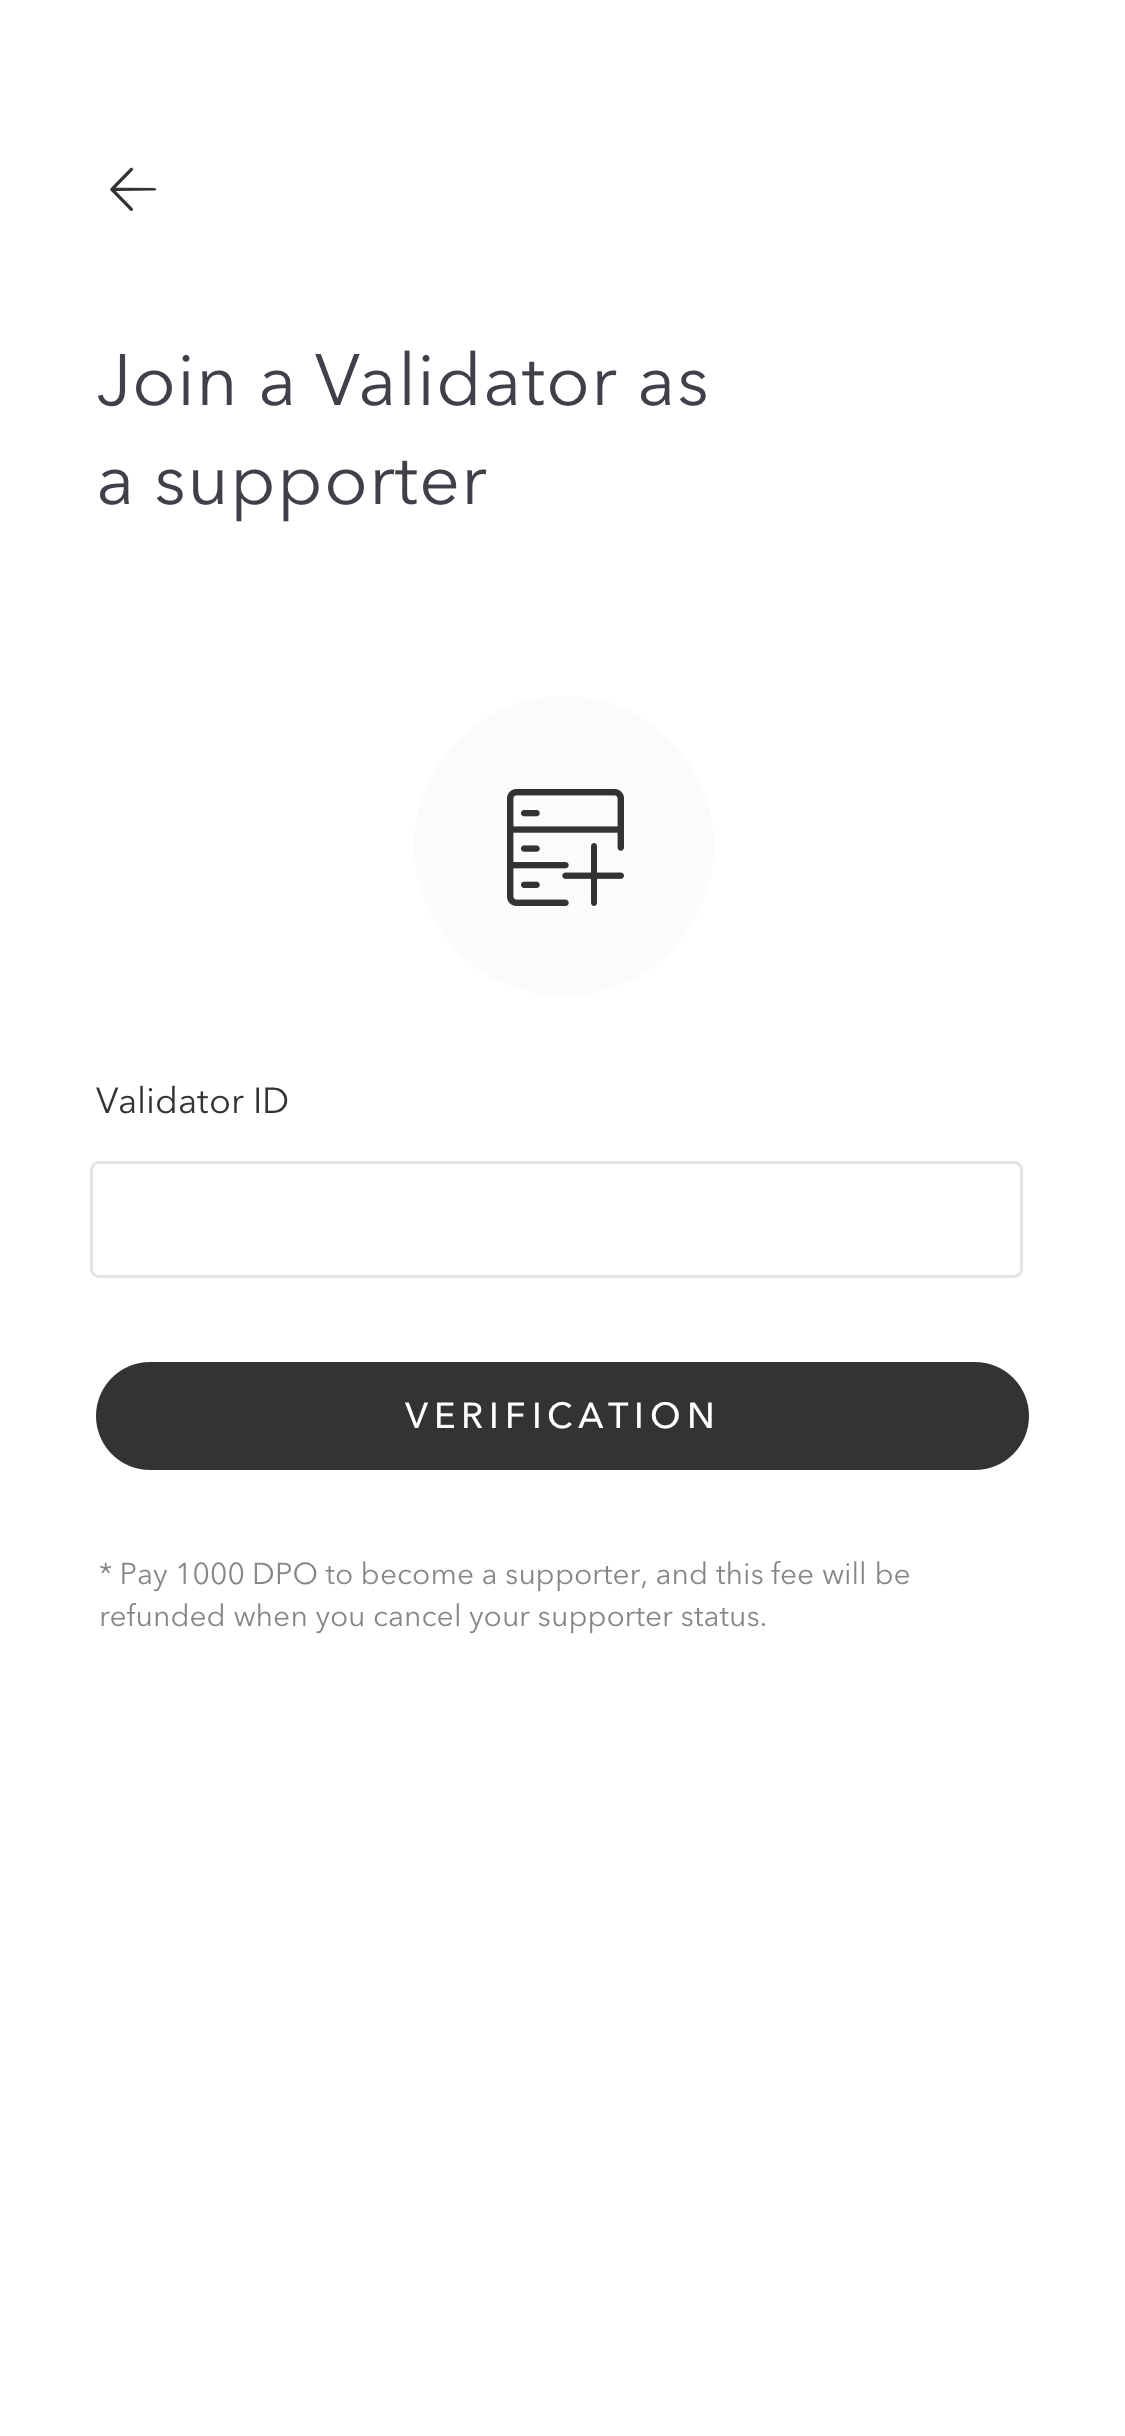 Join a Validator as
a supporter
Validator ID
VERIFICATION
* Pay 1000 DPO to become a supporter, and this fee will be
refunded when you cancel your supporter status.